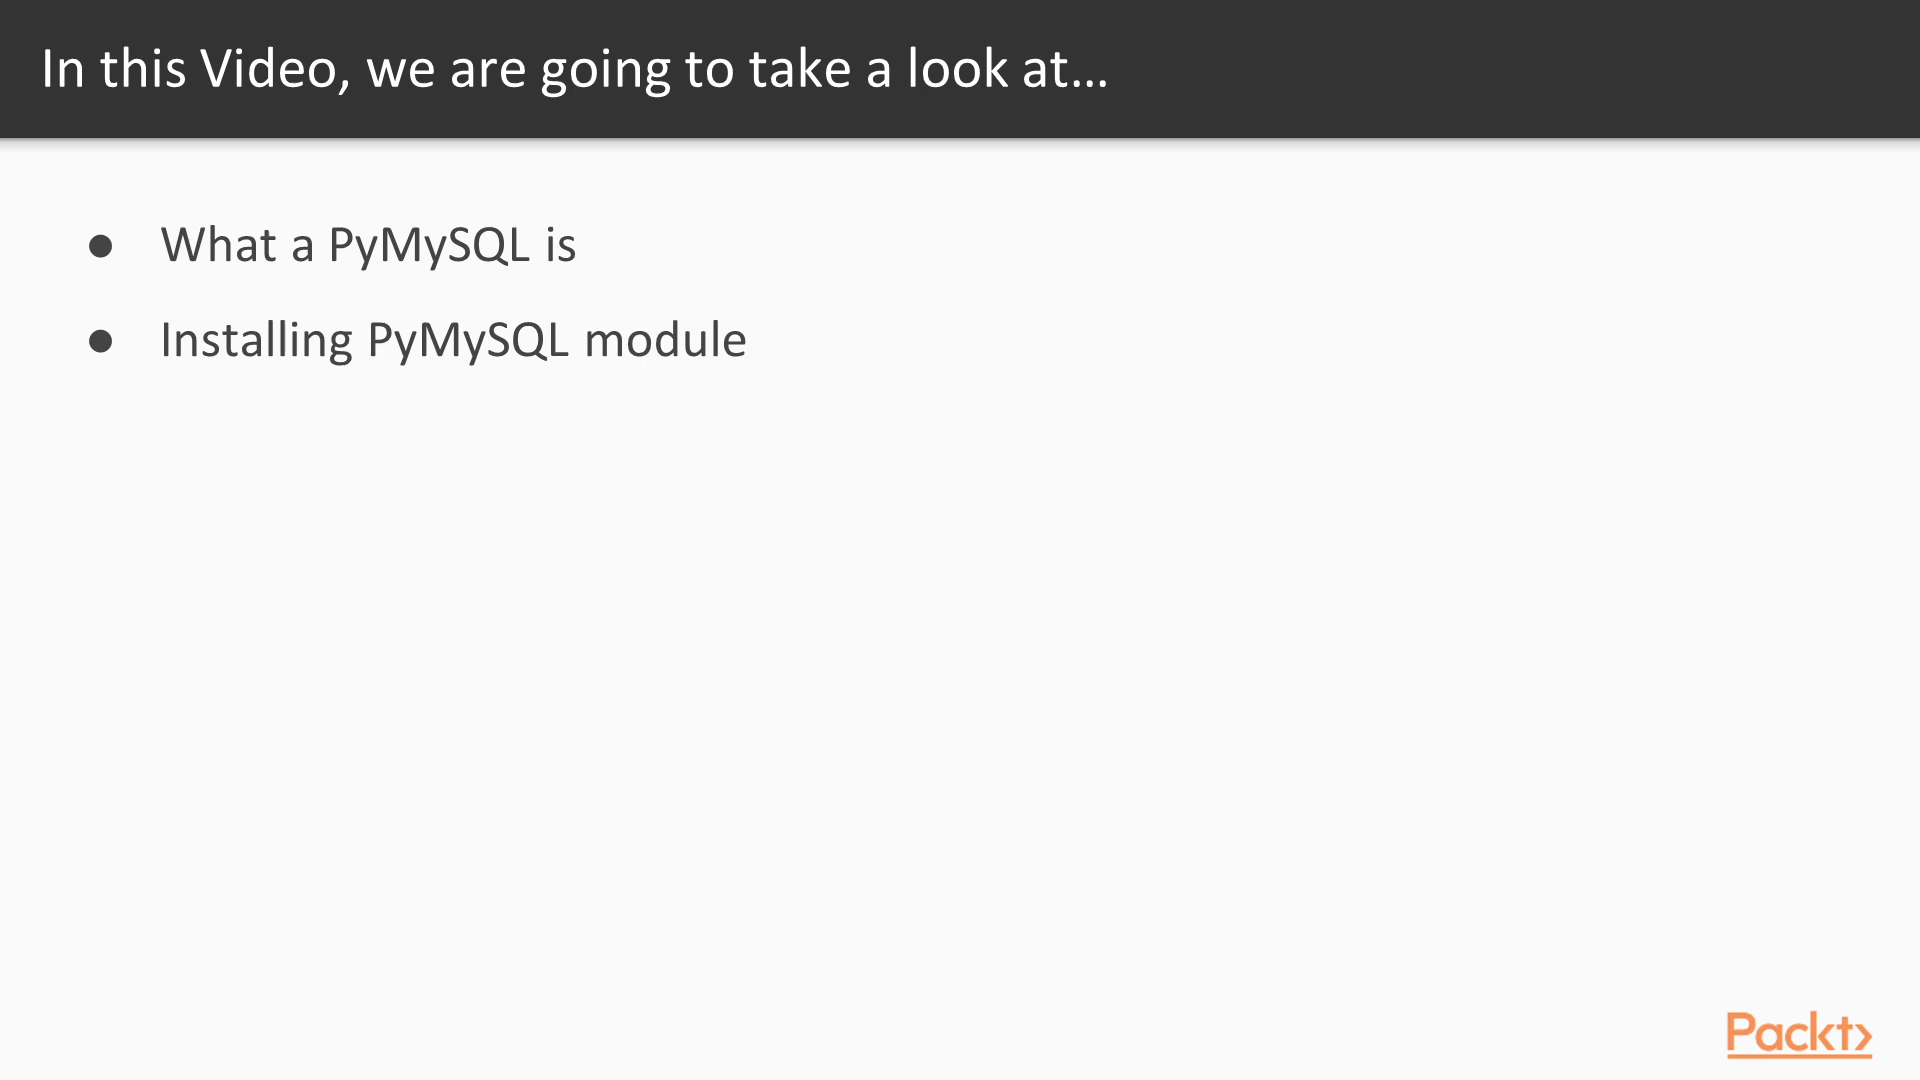 In this Video, we are going to take a look at…
● What a PyMySQL is
● Installing PyMySQL module
Packt>